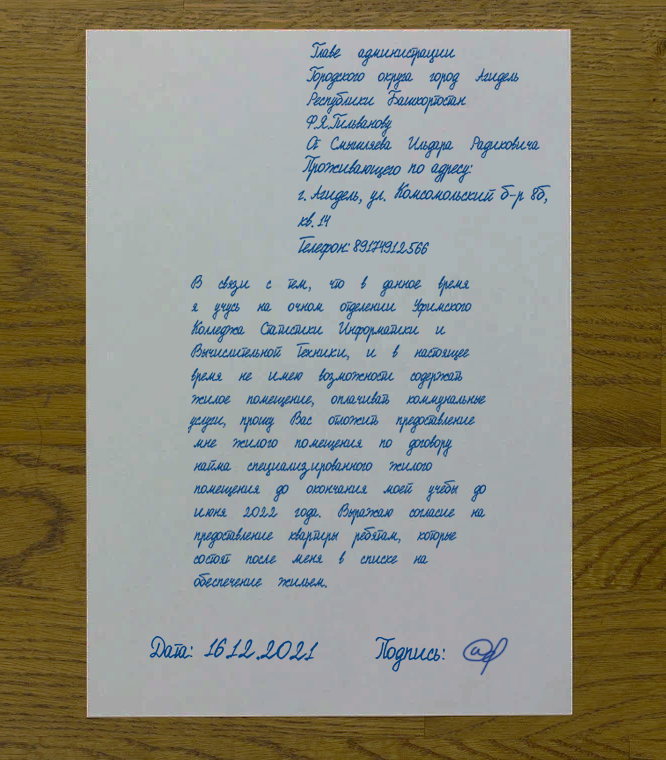 Главе администрации
Городского округа город Агидель
Республики Башкортостан
Ф.Я.Гильванову
От Смышляева Ильдара Радиковича
Проживающего по адресу:
г. Агидель, ул. Комсомольский б-р 8б,
кв. 14
Телефон: 89174912566
В связи с тем, что в данное время
я учусь на очном отделении Уфимского
Колледжа Статистики Информатики и
Вычислительной Техники, и в настоящее
время не имею возможности содержать
жилое помещение, оплачивать коммунальные
услуги, прошу Вас отложить предоставление
мне жилого помещения по договору
найма специализированного жилого
помещения до окончания моей учебы до
июня 2022 года. Выражаю согласие на
предоставление квартиры ребятам, которые
состоят после меня в списке на
обеспечение жильем.
Дата: 16.12.2021 Подпись: